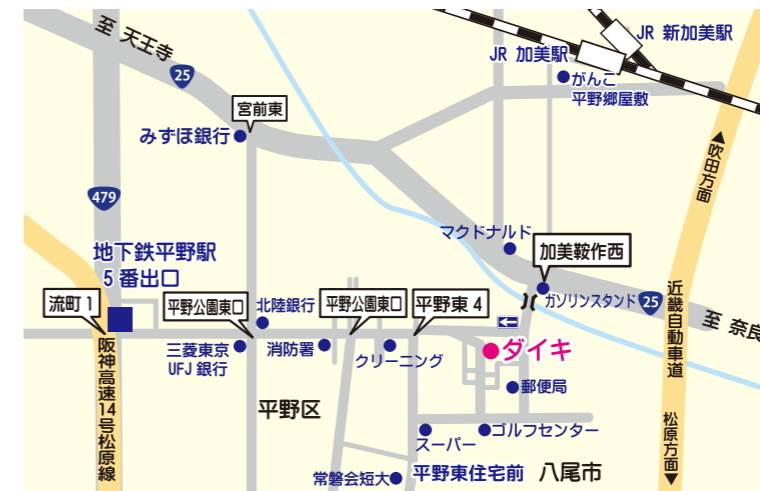 至 天王寺
25
JR 新加美駅
JR 加美駅
がんこ
平野郷屋敷
宮前東
みずほ銀行
▲吹田方面
479
地下鉄平野駅
5番出口
マクドナルド
加美鞍作西
流町1
平野公園東口
北陸銀行
平野公園東口
平野東4
ガソリンスタンド
25
近畿自動車道
至 奈良
三菱東京
UFJ銀行
消防署
クリーニング
ダイキ
阪神高速14号松原線
平野区
郵便局
スーパー
ゴルフセンター
松原方面▼
常磐会短大
平野東住宅前
八尾市